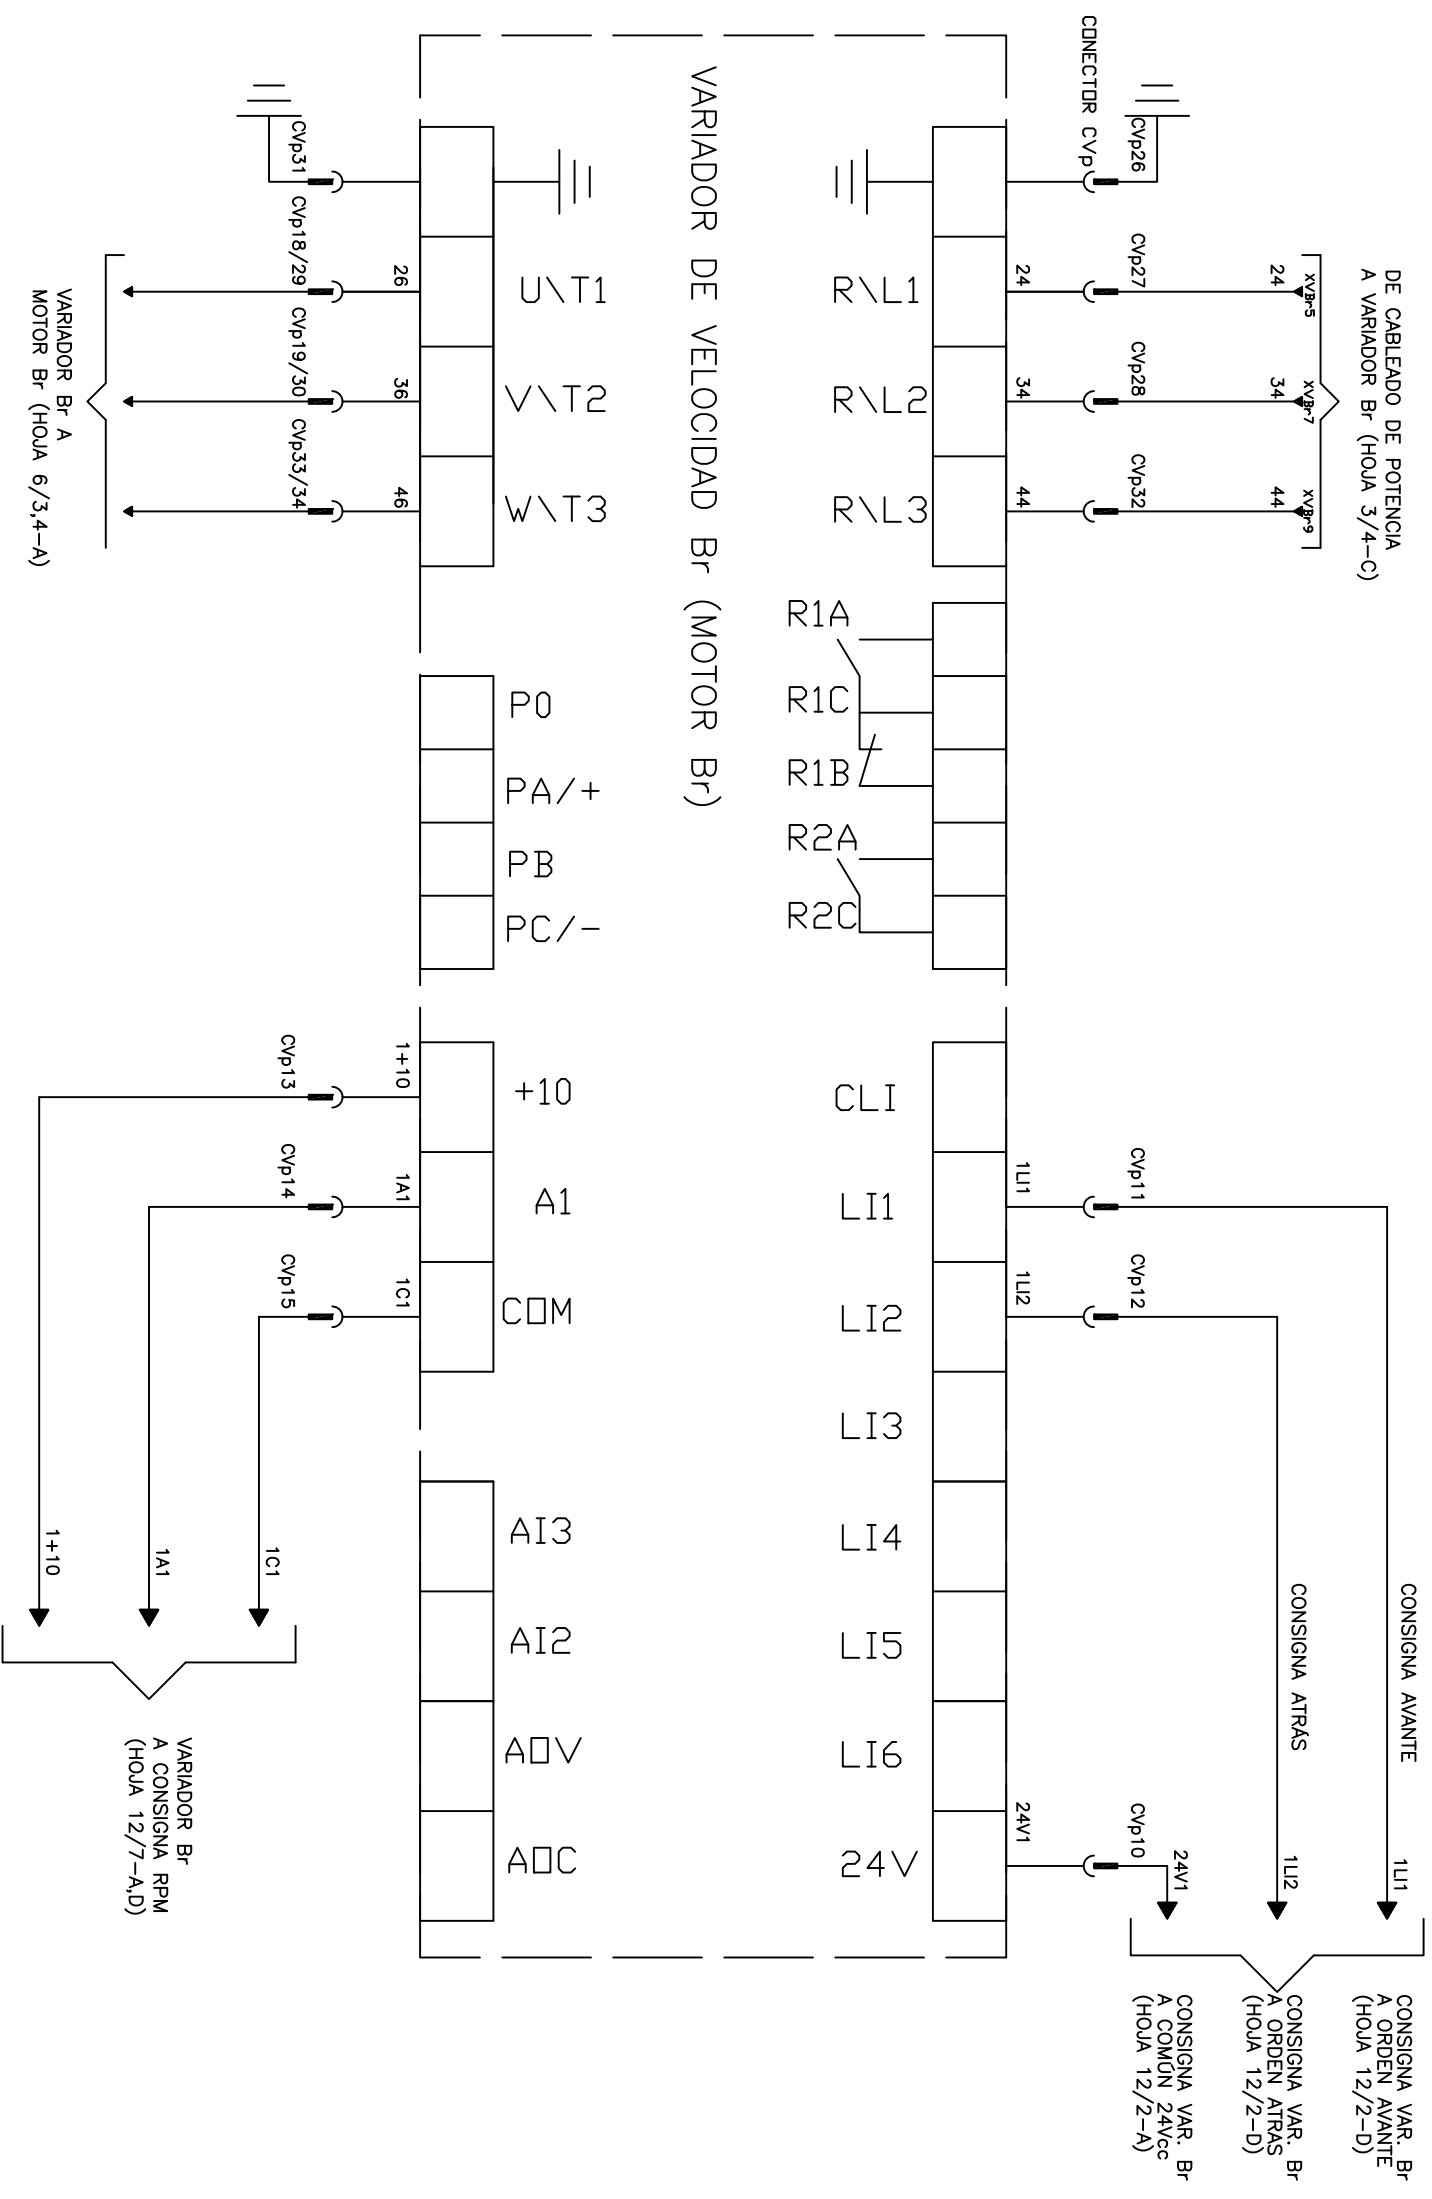 CONECTOR CVp
CVp26
CVp27
CVp28
CVp32
24
34
44
24
34
44
XVBr5
XVBr7
XVBr9
DE CABLEADO DE POTENCIA
A VARIADOR Br (HOJA 3/4-C)
CVp11
CVp12
CVp10
1LI1
1LI2
24V1
CONSIGNA AVANTE
CONSIGNA ATRÁS
1LI1
1LI2
24V1
CONSIGNA VAR. Br
A ORDEN AVANTE
(HOJA 12/2-D)
CONSIGNA VAR. Br
A ORDEN ATRAS
(HOJA 12/2-D)
CONSIGNA VAR. Br
A COMÚN 24Vcc
(HOJA 12/2-A)
R\L1
R\L2
R\L3
R1A
R1C
R1B
R2A
R2C
CLI
LI1
LI2
LI3
LI4
LI5
LI6
24V
VARIADOR DE VELOCIDAD Br (MOTOR Br)
U\T1
V\T2
W\T3
P0
PA/+
PB
PC/-
+10
A1
COM
AI3
AI2
AOV
AOC
26
36
46
1+10
1A1
1C1
CVp31
CVp18/29
CVp19/30
CVp33/34
CVp13
CVp14
CVp15
VARIADOR Br A
MOTOR Br (HOJA 6/3,4-A)
1C1
1A1
1+10
VARIADOR Br
A CONSIGNA RPM
(HOJA 12/7-A,D)